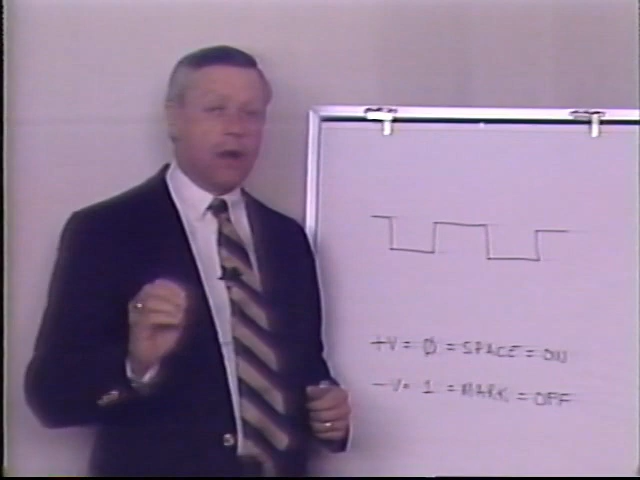 +V = 0 = SPACE = ON
-V = 1 = MARK = OFF